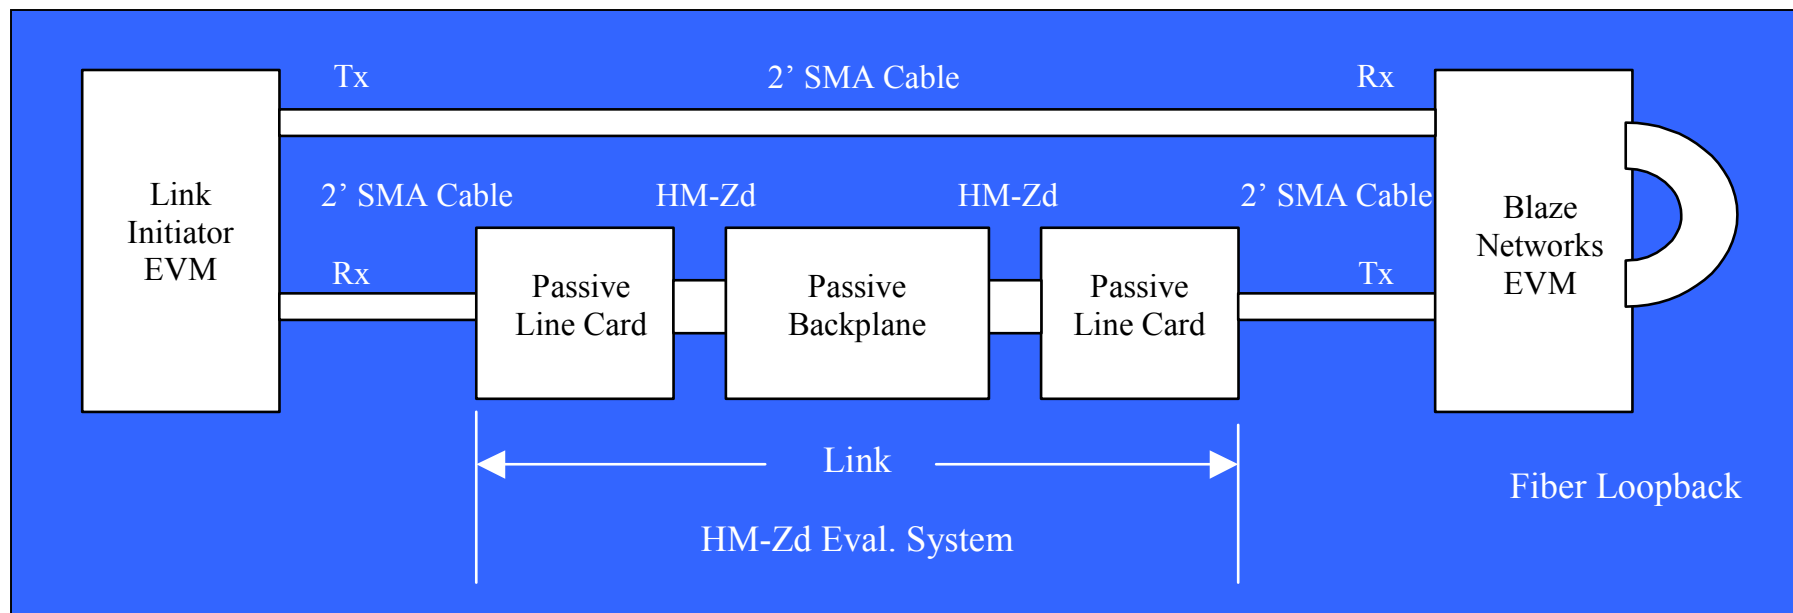 Tx
2’ SMA Cable
Rx
Link
Initiator
EVM
2’ SMA Cable
HM-Zd
HM-Zd
2’ SMA Cable
Blaze
Networks
EVM
Rx
Passive
Line Card
Passive
Backplane
Passive
Line Card
Tx
Link
Fiber Loopback
HM-Zd Eval. System